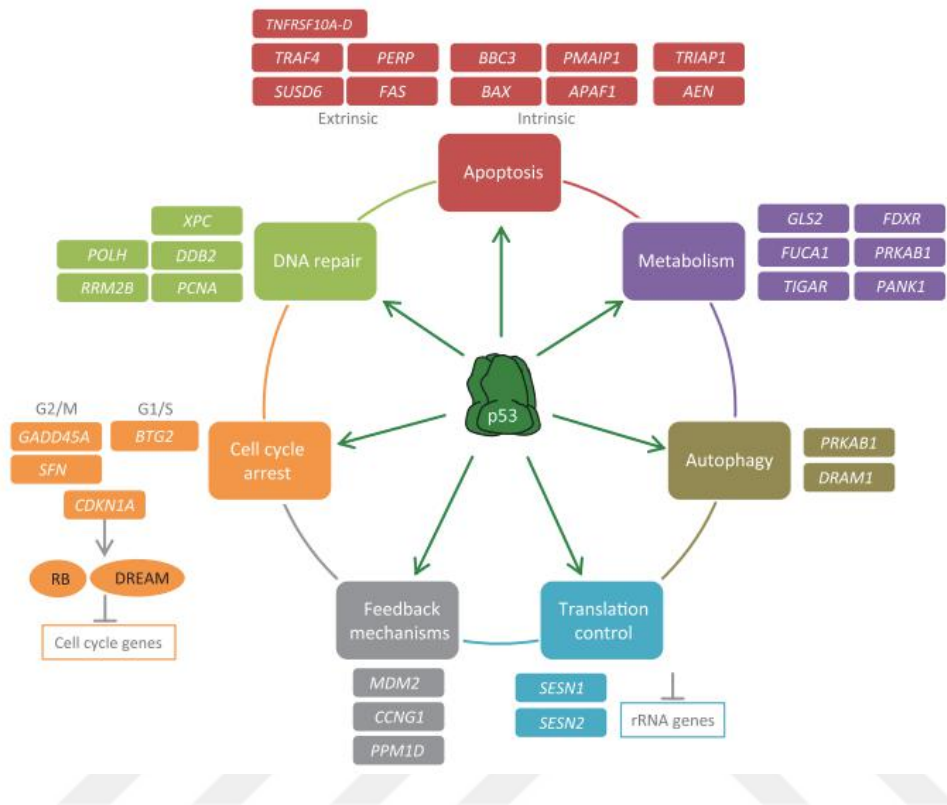 TNFRSF10A-D
TRAF4 PERP BBC3 PMAIP1 TRIAP1
SUSD6 FAS BAX APAF1 AEN
Extrinsic Intrinsic
Apoptosis
XPC
POLH DDB2
RRM2B PCNA
DNA repair
Metabolism
GLS2 FDXR
FUCA1 PRKAB1
TIGAR PANK1
p53
G2/M G1/S
GADD45A BTG2
SFN
CDKN1A
RB DREAM
Cell cycle genes
Cell cycle
arrest
Autophagy
PRKAB1
DRAM1
Feedback
mechanisms
MDM2
CCNG1
PPM1D
Translation
control
SESN1
SESN2
rRNA genes